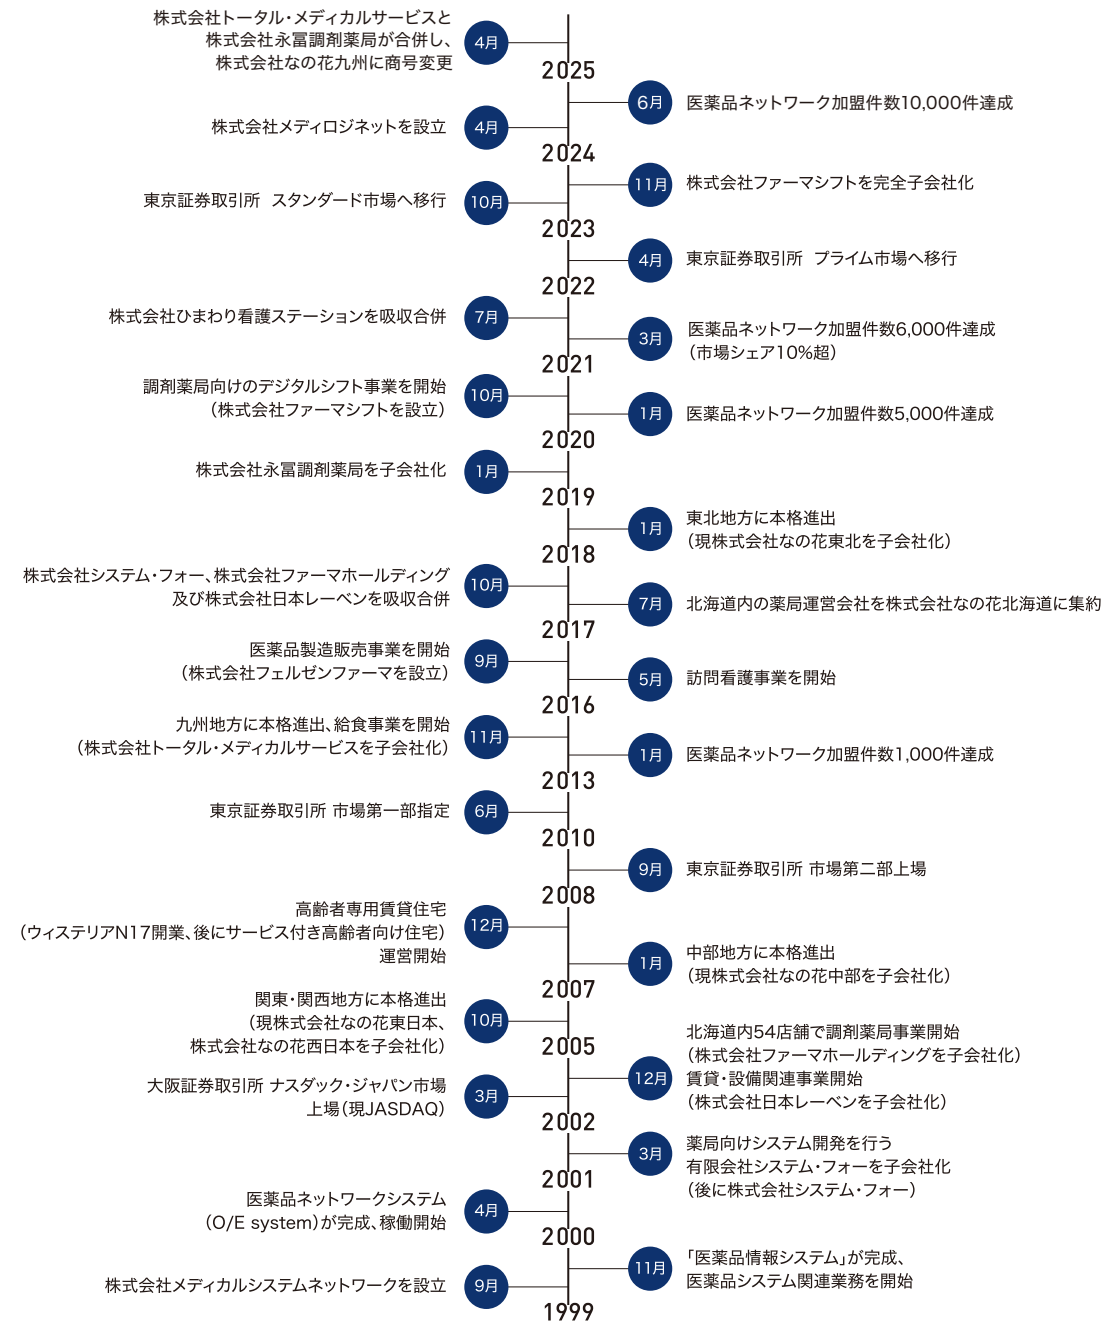 株式会社トータル・メディカルサービスと
株式会社永冨調剤薬局が合併し、
株式会社なの花九州に商号変更
4月
2025
6月
医薬品ネットワーク加盟件数10,000件達成
株式会社メディロジネットを設立
4月
2024
11月
株式会社ファーマシフトを完全子会社化
東京証券取引所 スタンダード市場へ移行
10月
2023
4月
東京証券取引所 プライム市場へ移行
2022
株式会社ひまわり看護ステーションを吸収合併
7月
3月
医薬品ネットワーク加盟件数6,000件達成
（市場シェア10%超）
2021
調剤薬局向けのデジタルシフト事業を開始
（株式会社ファーマシフトを設立）
10月
1月
医薬品ネットワーク加盟件数5,000件達成
2020
株式会社永冨調剤薬局を子会社化
1月
2019
1月
東北地方に本格進出
（現株式会社なの花東北を子会社化）
2018
株式会社システム・フォー、株式会社ファーマホールディング
及び株式会社日本レーベンを吸収合併
10月
7月
北海道内の薬局運営会社を株式会社なの花北海道に集約
2017
医薬品製造販売事業を開始
（株式会社フェルゼンファーマを設立）
9月
5月
訪問看護事業を開始
2016
九州地方に本格進出、給食事業を開始
（株式会社トータル・メディカルサービスを子会社化）
11月
1月
医薬品ネットワーク加盟件数1,000件達成
2013
東京証券取引所 市場第一部指定
6月
2010
9月
東京証券取引所 市場第二部上場
2008
高齢者専用賃貸住宅
（ウィステリアN17開業、後にサービス付き高齢者向け住宅）
運営開始
12月
1月
中部地方に本格進出
（現株式会社なの花中部を子会社化）
2007
関東・関西地方に本格進出
（現株式会社なの花東日本、
株式会社なの花西日本を子会社化）
10月
2005
12月
北海道内54店舗で調剤薬局事業開始
（株式会社ファーマホールディングを子会社化）
賃貸・設備関連事業開始
（株式会社日本レーベンを子会社化）
大阪証券取引所 ナスダック・ジャパン市場
上場（現JASDAQ）
3月
2002
3月
薬局向けシステム開発を行う
有限会社システム・フォーを子会社化
（後に株式会社システム・フォー）
2001
医薬品ネットワークシステム
（O/E system）が完成、稼働開始
4月
2000
11月
「医薬品情報システム」が完成、
医薬品システム関連業務を開始
株式会社メディカルシステムネットワークを設立
9月
1999